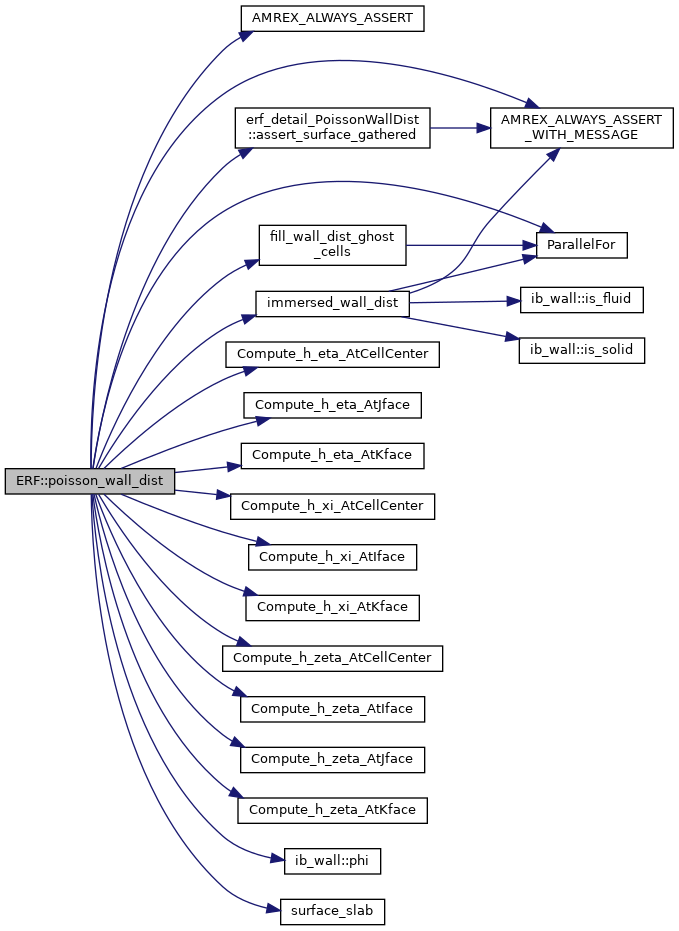 AMREX_ALWAYS_ASSERT
erf_detail_PoissonWallDist
::assert_surface_gathered
AMREX_ALWAYS_ASSERT
_WITH_MESSAGE
fill_wall_dist_ghost
_cells
ParallelFor
immersed_wall_dist
ib_wall::is_fluid
ib_wall::is_solid
Compute_h_eta_AtCellCenter
Compute_h_eta_AtJface
Compute_h_eta_AtKface
ERF::poisson_wall_dist
Compute_h_xi_AtCellCenter
Compute_h_xi_AtIface
Compute_h_xi_AtKface
Compute_h_zeta_AtCellCenter
Compute_h_zeta_AtIface
Compute_h_zeta_AtJface
Compute_h_zeta_AtKface
ib_wall::phi
surface_slab